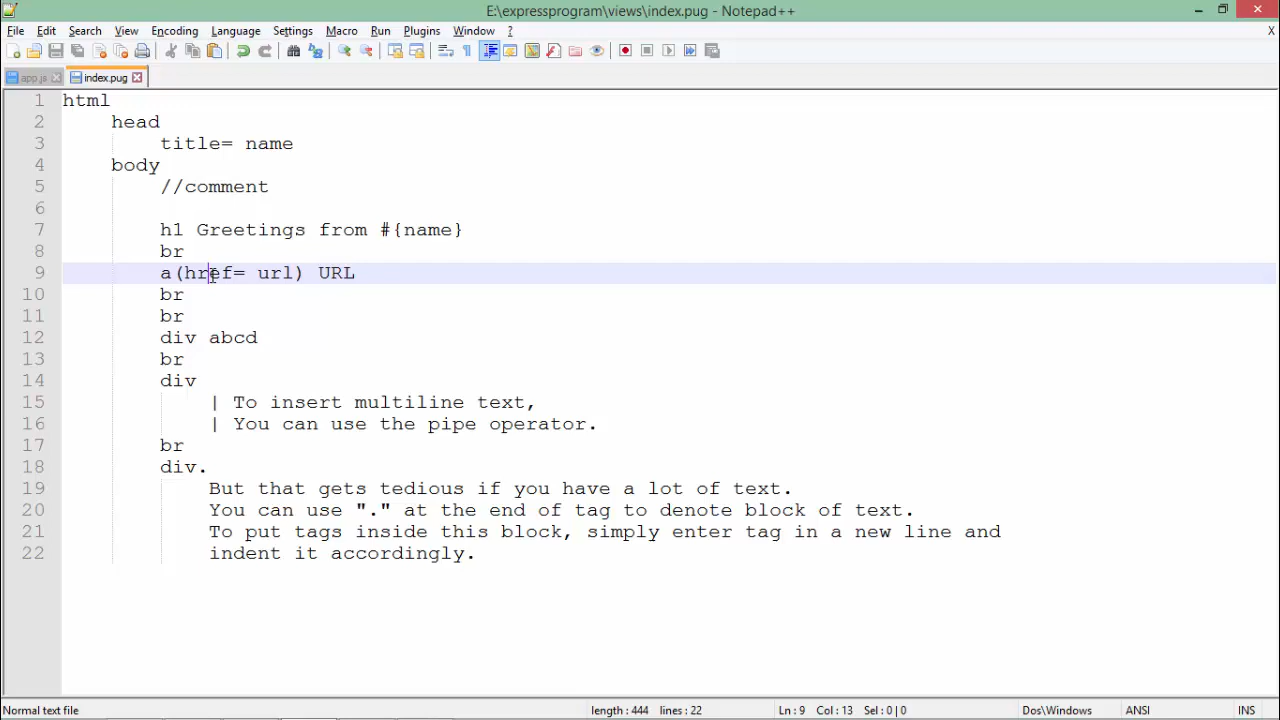 E:\expressprogram\views\index.pug - Notepad++
File Edit Search View Encoding Language Settings Macro Run Plugins Window ? X
app.js index.pug
1 html
2 head
3 title= name
4 body
5 //comment
6
7 h1 Greetings from #{name}
8 br
9 a(href= url) URL
10 br
11 br
12 div abcd
13 br
14 div
15 | To insert multiline text,
16 | You can use the pipe operator.
17 br
18 div.
19 But that gets tedious if you have a lot of text.
20 You can use "." at the end of tag to denote block of text.
21 To put tags inside this block, simply enter tag in a new line and
22 indent it accordingly.
Normal text file length : 444 lines : 22 Ln : 9 Col : 13 Sel : 0 | 0 Dos\Windows ANSI INS